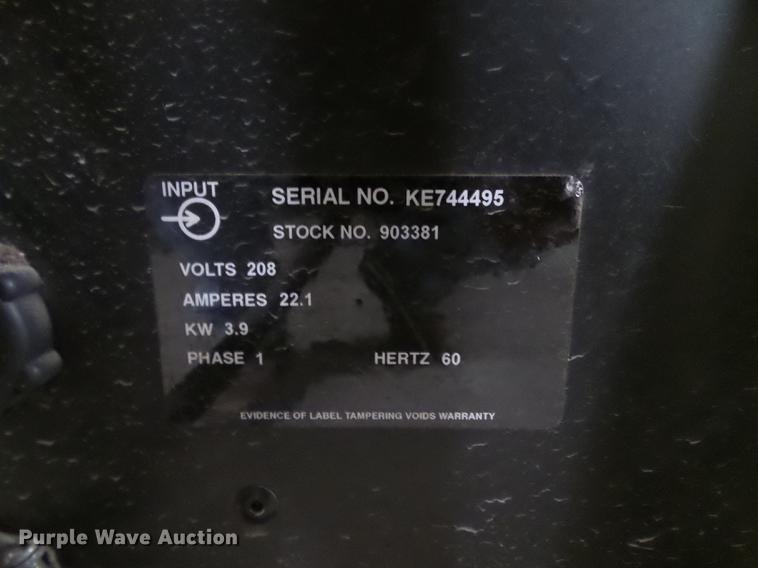 INPUT
SERIAL NO. KE744495
STOCK NO. 903381
VOLTS 208
AMPERES 22.1
KW 3.9
PHASE 1 HERTZ 60
EVIDENCE OF LABEL TAMPERING VOIDS WARRANTY
Purple Wave Auction